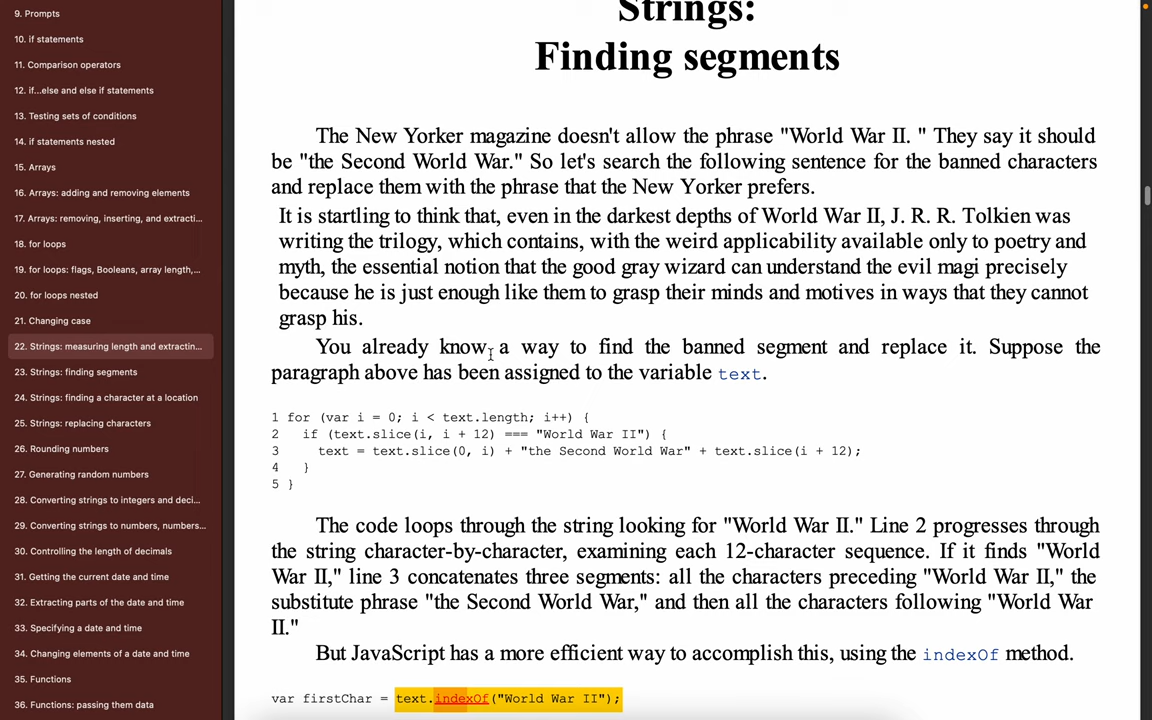 9. Prompts
10. if statements
11. Comparison operators
12. if...else and else if statements
13. Testing sets of conditions
14. if statements nested
15. Arrays
16. Arrays: adding and removing elements
17. Arrays: removing, inserting, and extracti...
18. for loops
19. for loops: flags, Booleans, array length,...
20. for loops nested
21. Changing case
22. Strings: measuring length and extractin...
23. Strings: finding segments
24. Strings: finding a character at a location
25. Strings: replacing characters
26. Rounding numbers
27. Generating random numbers
28. Converting strings to integers and deci...
29. Converting strings to numbers, numbers...
30. Controlling the length of decimals
31. Getting the current date and time
32. Extracting parts of the date and time
33. Specifying a date and time
34. Changing elements of a date and time
35. Functions
36. Functions: passing them data
Strings:
Finding segments
The New Yorker magazine doesn't allow the phrase "World War II. " They say it should
be "the Second World War." So let's search the following sentence for the banned characters
and replace them with the phrase that the New Yorker prefers.
It is startling to think that, even in the darkest depths of World War II, J. R. R. Tolkien was
writing the trilogy, which contains, with the weird applicability available only to poetry and
myth, the essential notion that the good gray wizard can understand the evil magi precisely
because he is just enough like them to grasp their minds and motives in ways that they cannot
grasp his.
You already know, a way to find the banned segment and replace it. Suppose the
paragraph above has been assigned to the variable text.
1 for (var i = 0; i < text.length; i++) {
2   if (text.slice(i, i + 12) === "World War II") {
3     text = text.slice(0, i) + "the Second World War" + text.slice(i + 12);
4   }
5 }
The code loops through the string looking for "World War II." Line 2 progresses through
the string character-by-character, examining each 12-character sequence. If it finds "World
War II," line 3 concatenates three segments: all the characters preceding "World War II," the
substitute phrase "the Second World War," and then all the characters following "World War
II."
But JavaScript has a more efficient way to accomplish this, using the indexOf method.
var firstChar = text.indexOf("World War II");